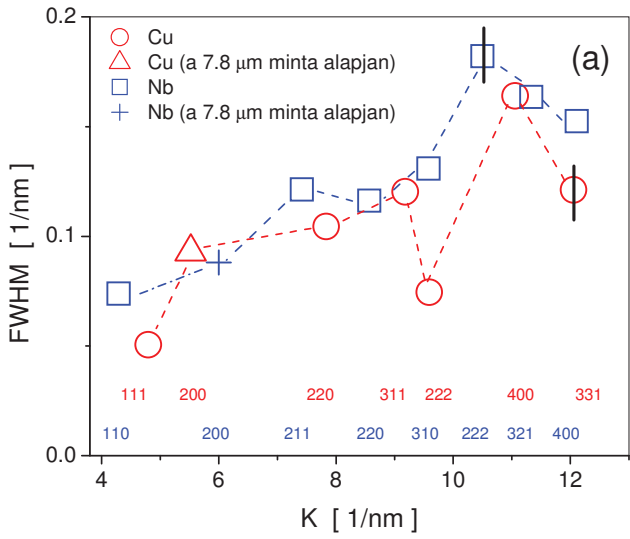 0.2
Cu
(a)
Cu (a 7.8 μm minta alapjan)
Nb
Nb (a 7.8 μm minta alapjan)
FWHM [ 1/nm ]
0.1
111 200 220 311 222 400 331
110 200 211 220 310 222 321 400
0.0
4 6 8 10 12
K [ 1/nm ]